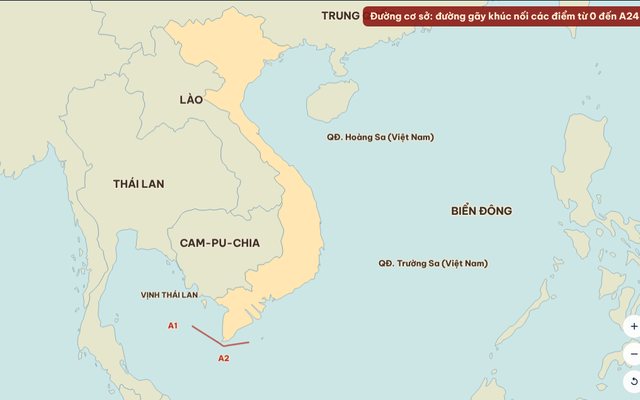 TRUNG
Đường cơ sở: đường gãy khúc nối các điểm từ 0 đến A24
LÀO
QĐ. Hoàng Sa (Việt Nam)
THÁI LAN
BIỂN ĐÔNG
CAM-PU-CHIA
QĐ. Trường Sa (Việt Nam)
VỊNH THÁI LAN
A1
A2